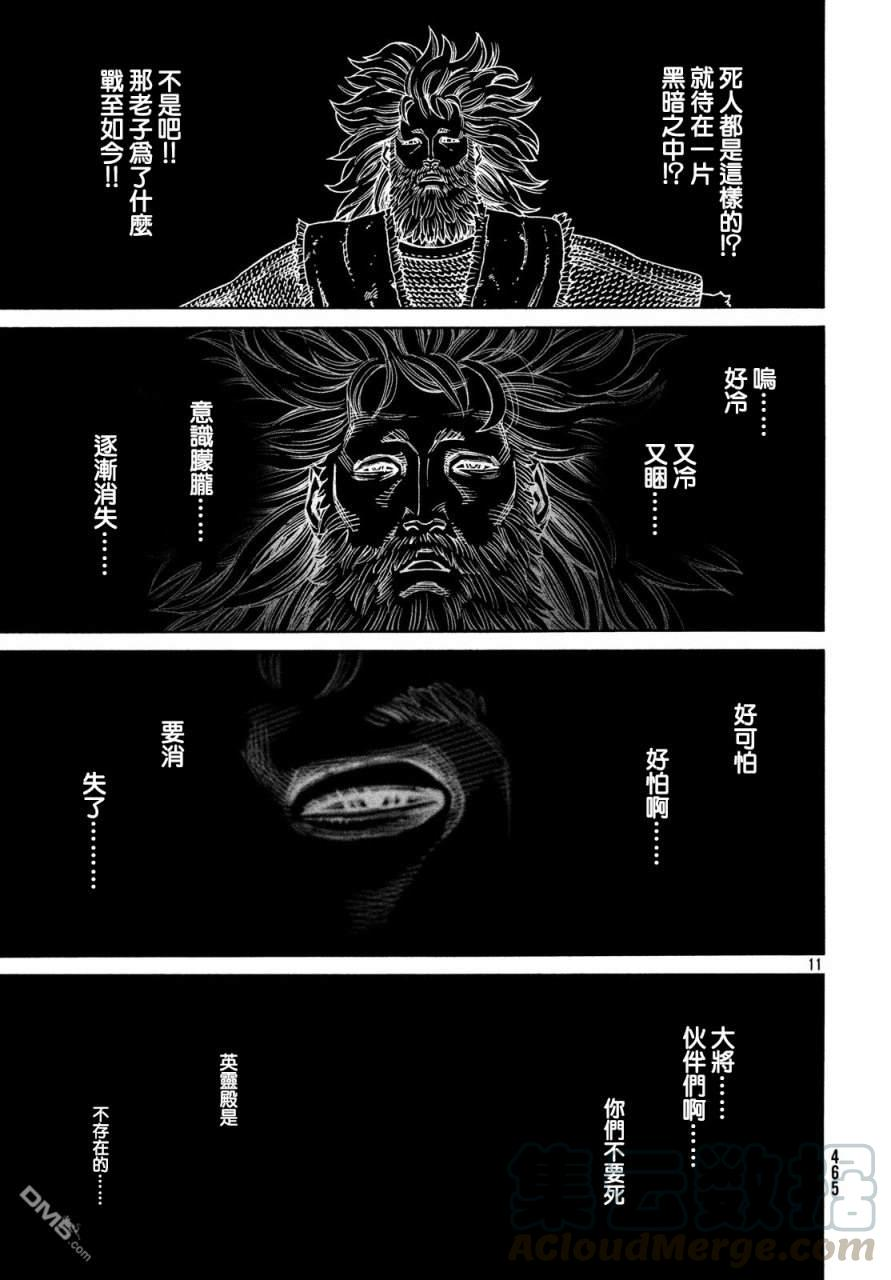 死人都是這樣的!?
就待在一片
黑暗之中!?
不是吧!!
那老子為了什麼
戰至如今!!
嗚……
好冷
又冷
又睏……
意識朦朧……
逐漸消失……
好可怕
好怕啊……
要消
失了………
11
大將……
伙伴們啊……
你們不要死
英靈殿是
不存在的……
465
集云数据
CloudMerge.com
DM5.com